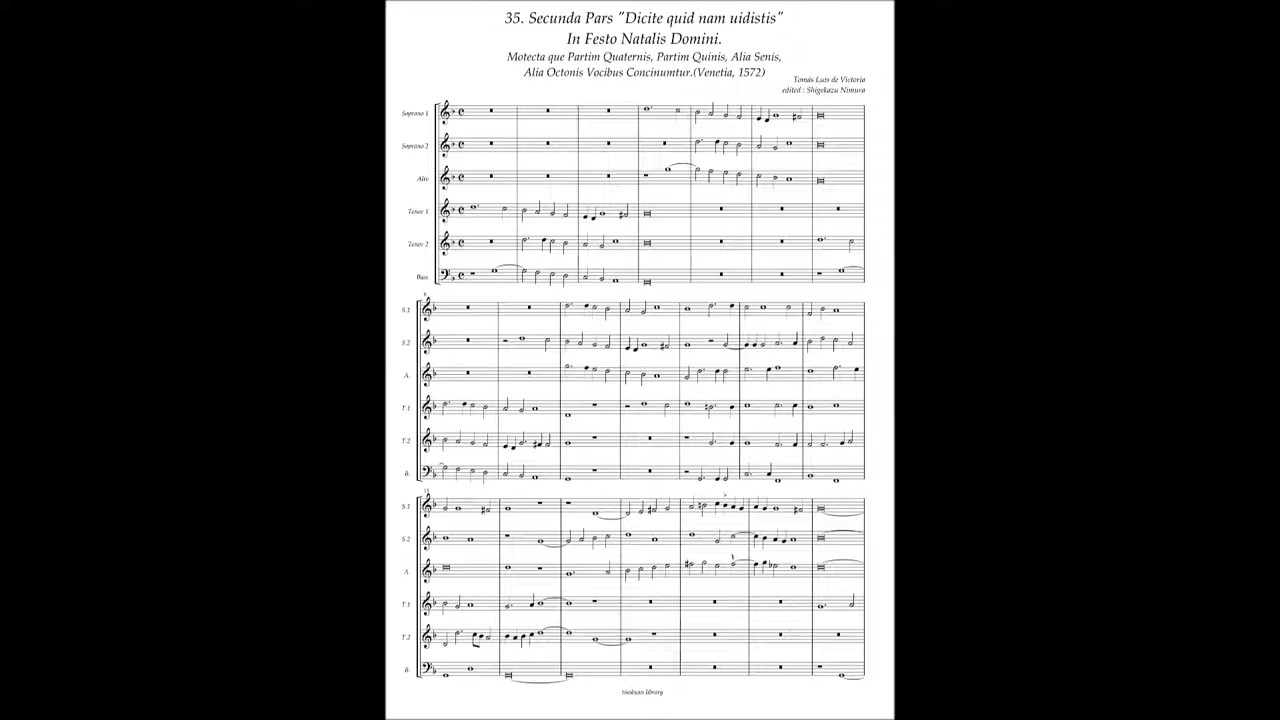 35. Secunda Pars "Dicite quid nam uidistis"
In Festo Natalis Domini.
Motecta que Partim Quaternis, Partim Quinis, Alia Senis,
Alia Octonis Vocibus Concinumtur.(Venetia, 1572)
Tomás Luis de Victoria
edited : Shigekazu Nimura
Soprano 1
Soprano 2
Alto
Tenor 1
Tenor 2
Bass
8
S.1
S.2
A.
T.1
T.2
B.
15
S.1
S.2
A.
T.1
T.2
B.